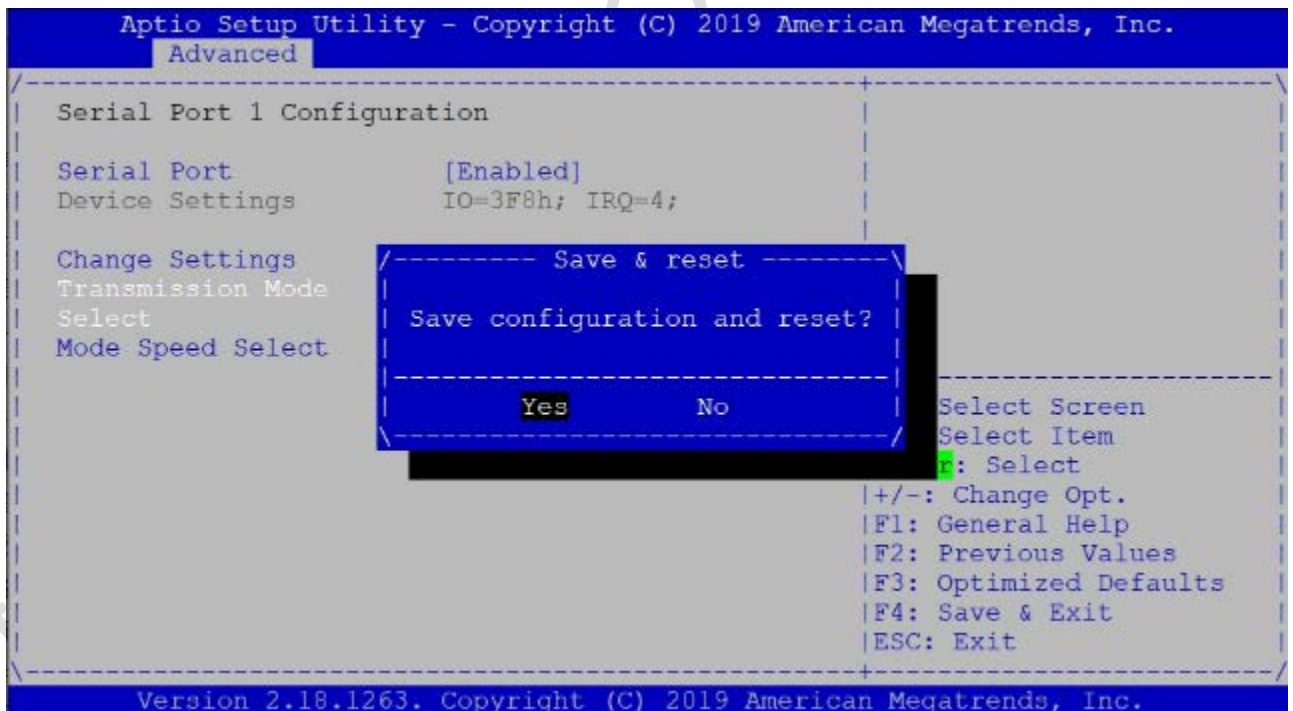 Aptio Setup Utility - Copyright (C) 2019 American Megatrends, Inc.
Advanced
Serial Port 1 Configuration
Serial Port [Enabled]
Device Settings IO=3F8h; IRQ=4;
Change Settings
Transmission Mode
Select
Mode Speed Select
Save & reset
Save configuration and reset?
Yes No
Select Screen
Select Item
r: Select
+/-: Change Opt.
F1: General Help
F2: Previous Values
F3: Optimized Defaults
F4: Save & Exit
ESC: Exit
Version 2.18.1263. Copyright (C) 2019 American Megatrends, Inc.